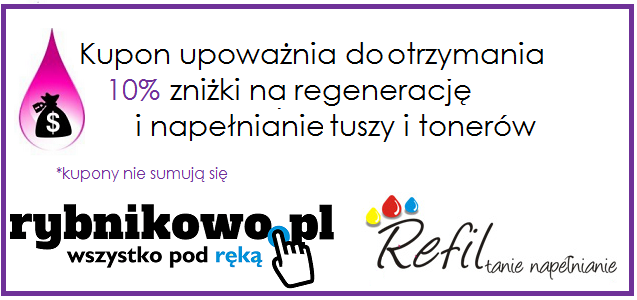 Kupon upoważnia do otrzymania
10% zniżki na regenerację
i napełnianie tuszy i tonerów
$
*kupony nie sumują się
rybnikowo.pl
wszystko pod ręką
Refil
tanie napełnianie